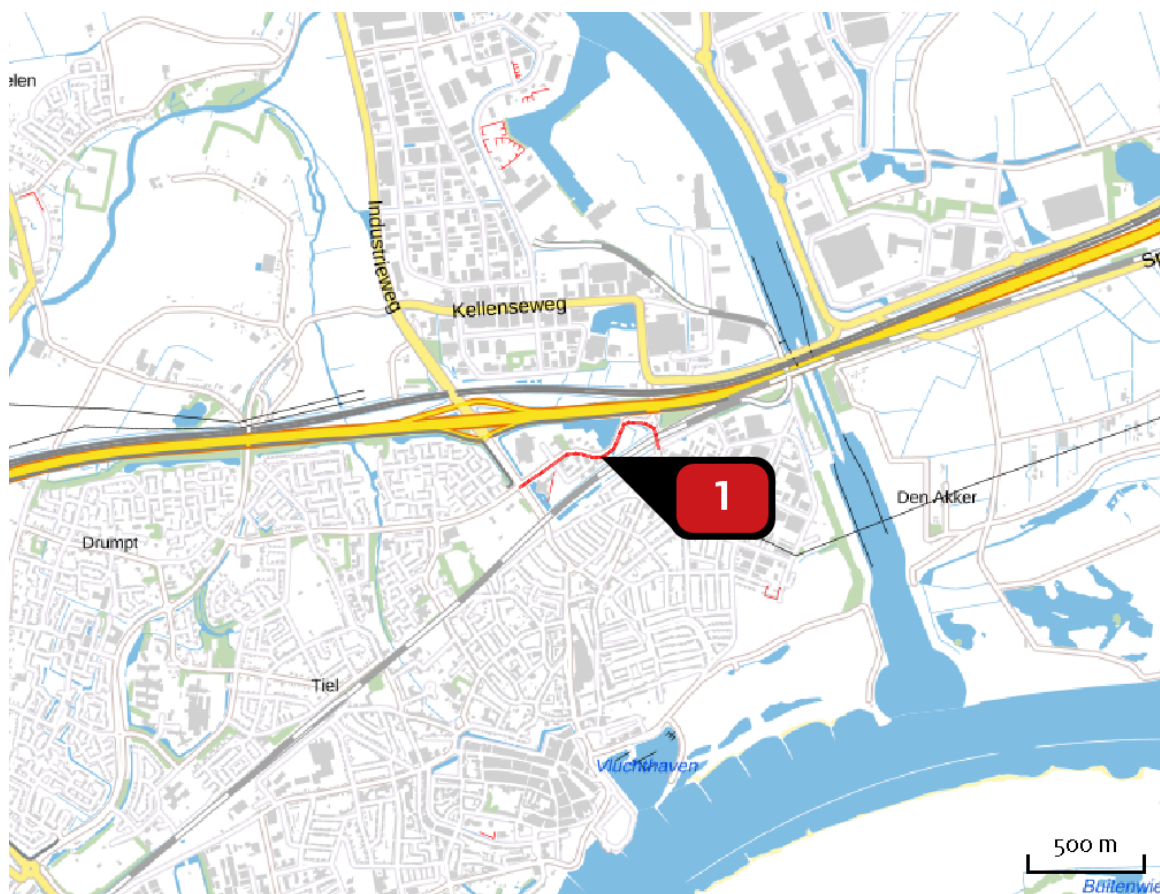 elen
Industrieweg
Kellenseweg
1
Den Akker
Drumpt
Tiel
Vluchthaven
500 m